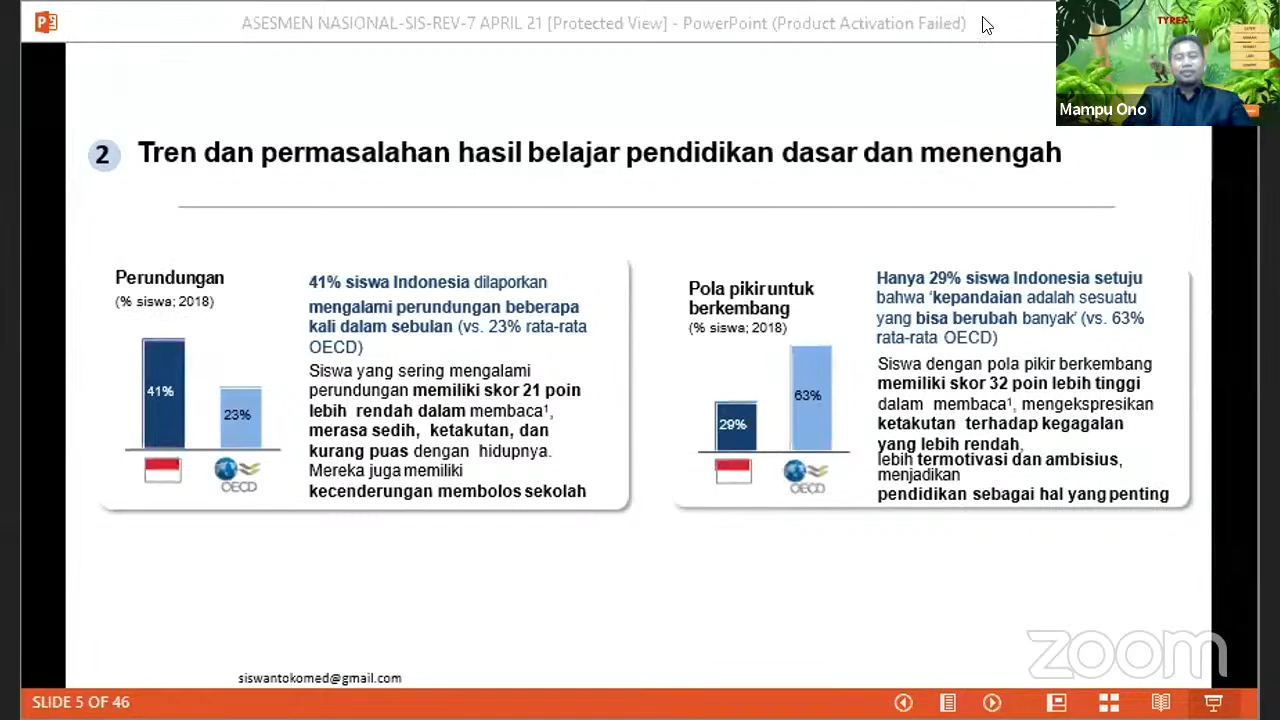 ASESMEN NASIONAL-SIS-REV-7 APRIL 21 [Protected View] - PowerPoint (Product Activation Failed)
TYREX
Mampu Ono
2 Tren dan permasalahan hasil belajar pendidikan dasar dan menengah
Perundungan
(% siswa; 2018)
41%
23%
OECD
41% siswa Indonesia dilaporkan
mengalami perundungan beberapa
kali dalam sebulan (vs. 23% rata-rata
OECD)
Siswa yang sering mengalami
perundungan memiliki skor 21 poin
lebih rendah dalam membaca¹,
merasa sedih, ketakutan, dan
kurang puas dengan hidupnya.
Mereka juga memiliki
kecenderungan membolos sekolah
Pola pikir untuk
berkembang
(% siswa; 2018)
29%
63%
OECD
Hanya 29% siswa Indonesia setuju
bahwa ‘kepandaian adalah sesuatu
yang bisa berubah banyak’ (vs. 63%
rata-rata OECD)
Siswa dengan pola pikir berkembang
memiliki skor 32 poin lebih tinggi
dalam membaca¹, mengekspresikan
ketakutan terhadap kegagalan
yang lebih rendah,
lebih termotivasi dan ambisius,
menjadikan
pendidikan sebagai hal yang penting
zoom
siswantokomed@gmail.com
SLIDE 5 OF 46